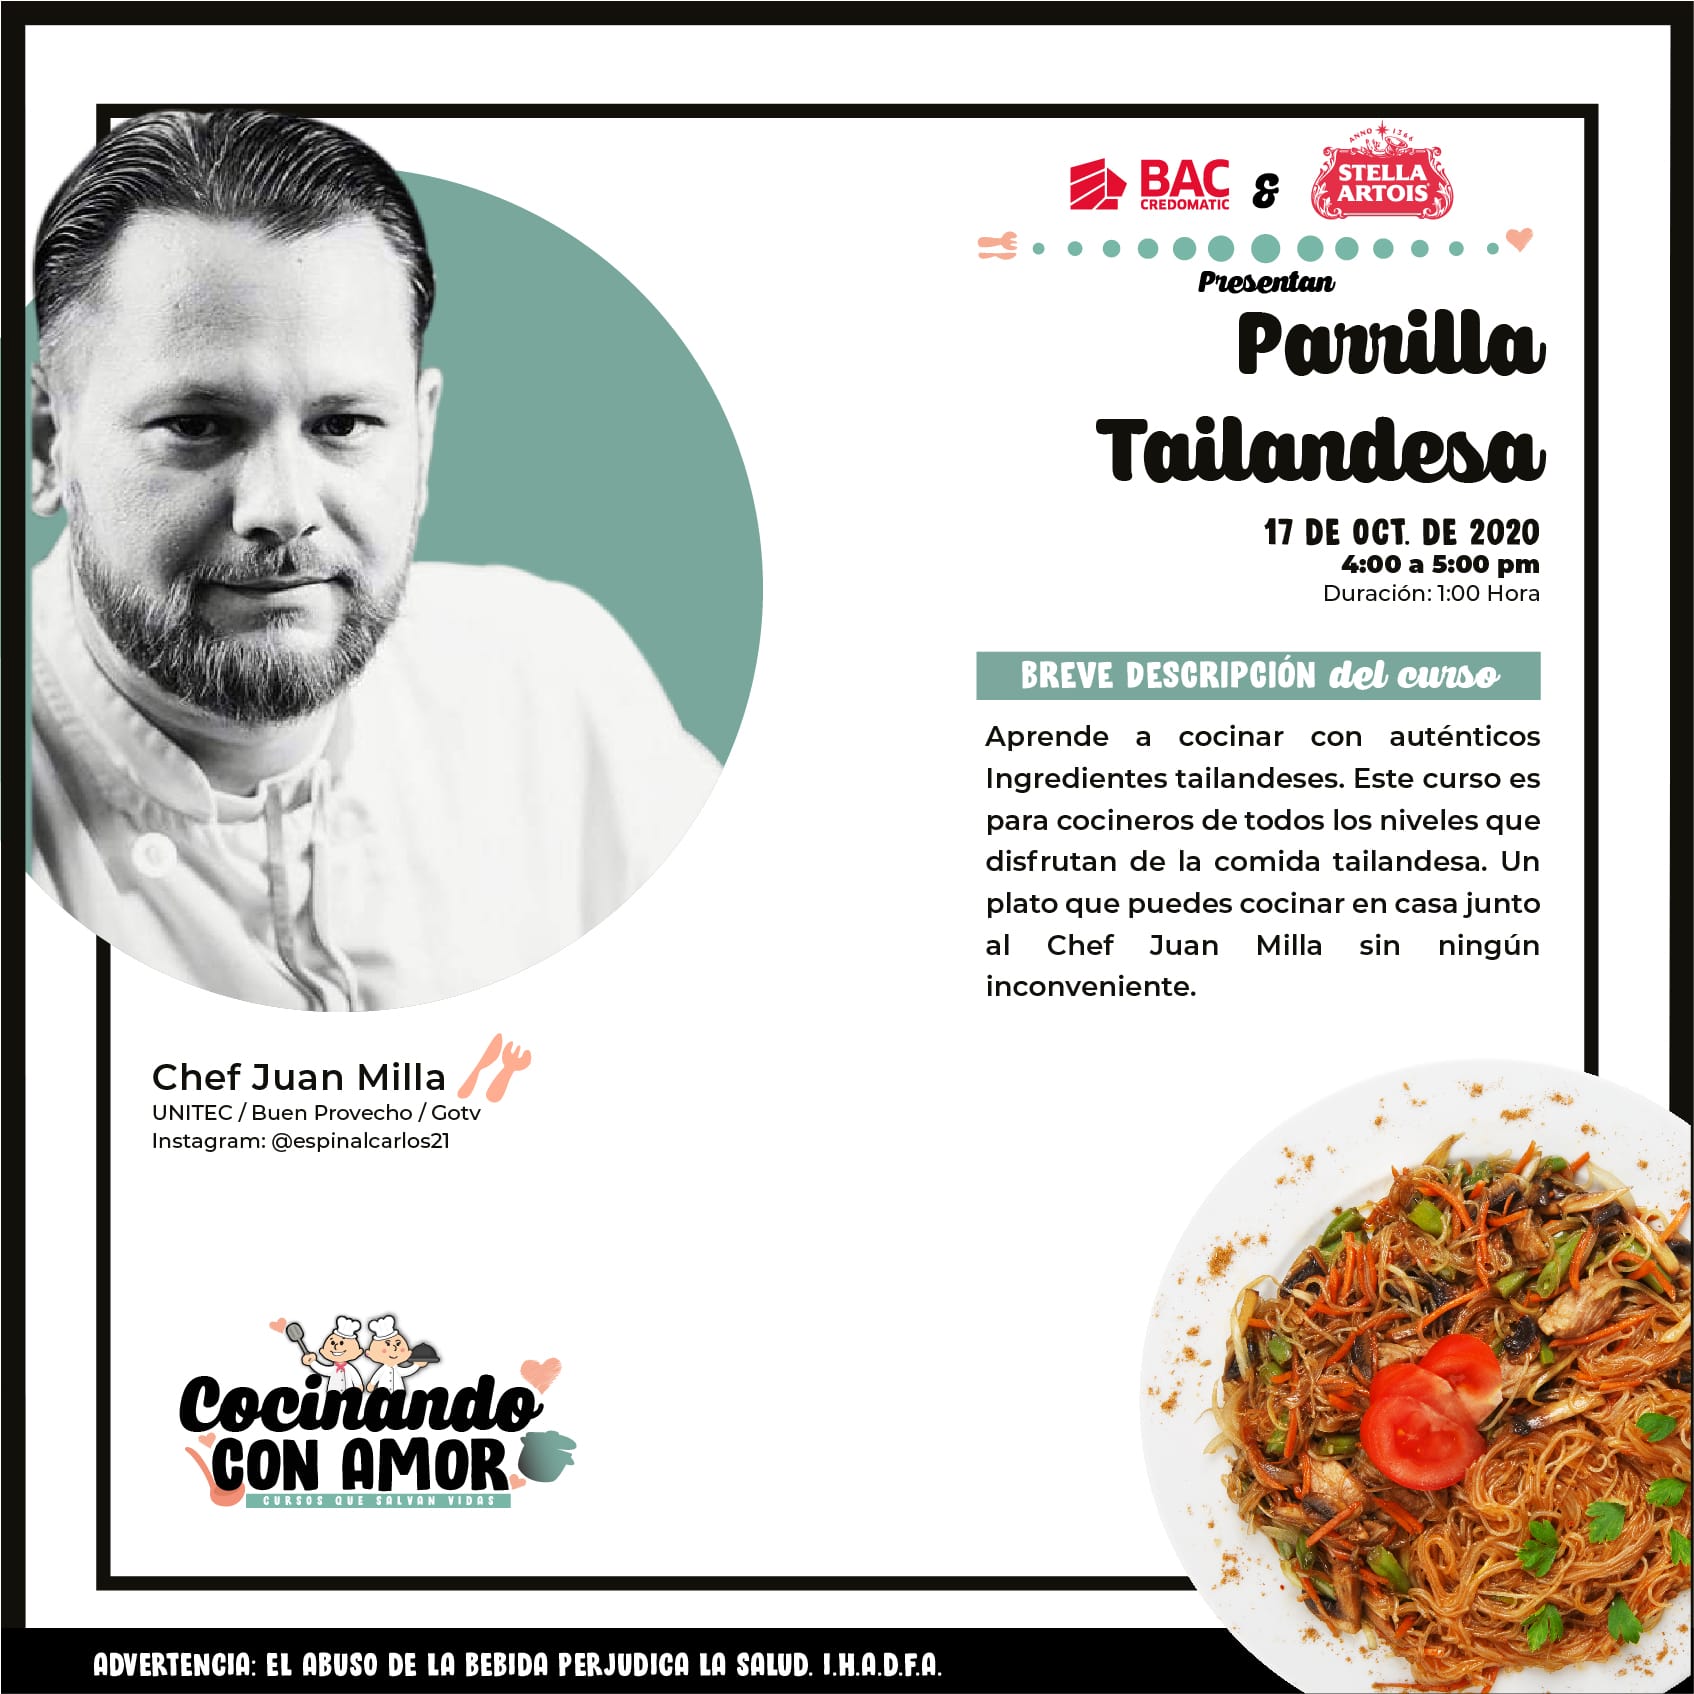 ANNO 1366
BAC
CREDOMATIC
&
STELLA
ARTOIS
Presentan
Parrilla
Tailandesa
17 DE OCT. DE 2020
4:00 a 5:00 pm
Duración: 1:00 Hora
BREVE DESCRIPCIÓN del curso
Aprende a cocinar con auténticos
Ingredientes tailandeses. Este curso es
para cocineros de todos los niveles que
disfrutan de la comida tailandesa. Un
plato que puedes cocinar en casa junto
al Chef Juan Milla sin ningún
inconveniente.
Chef Juan Milla
UNITEC / Buen Provecho / Gotv
Instagram: @espinalcarlos21
Cocinando
CON AMOR
CURSOS QUE SALVAN VIDAS
ADVERTENCIA: EL ABUSO DE LA BEBIDA PERJUDICA LA SALUD. I.H.A.D.F.A.